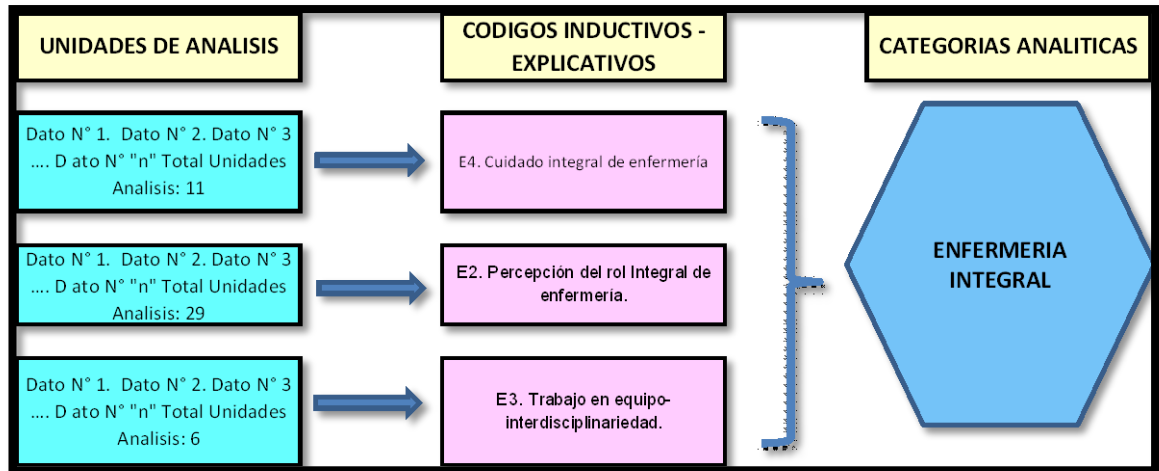 UNIDADES DE ANALISIS
CODIGOS INDUCTIVOS -
EXPLICATIVOS
CATEGORIAS ANALITICAS
Dato N° 1.  Dato N° 2. Dato N° 3
.... D ato N° "n" Total Unidades
Analisis: 11
E4. Cuidado integral de enfermería
Dato N° 1.  Dato N° 2. Dato N° 3
.... D ato N° "n" Total Unidades
Analisis: 29
E2. Percepción del rol Integral de
enfermería.
Dato N° 1.  Dato N° 2. Dato N° 3
.... D ato N° "n" Total Unidades
Analisis: 6
E3. Trabajo en equipo-
interdisciplinariedad.
ENFERMERIA
INTEGRAL